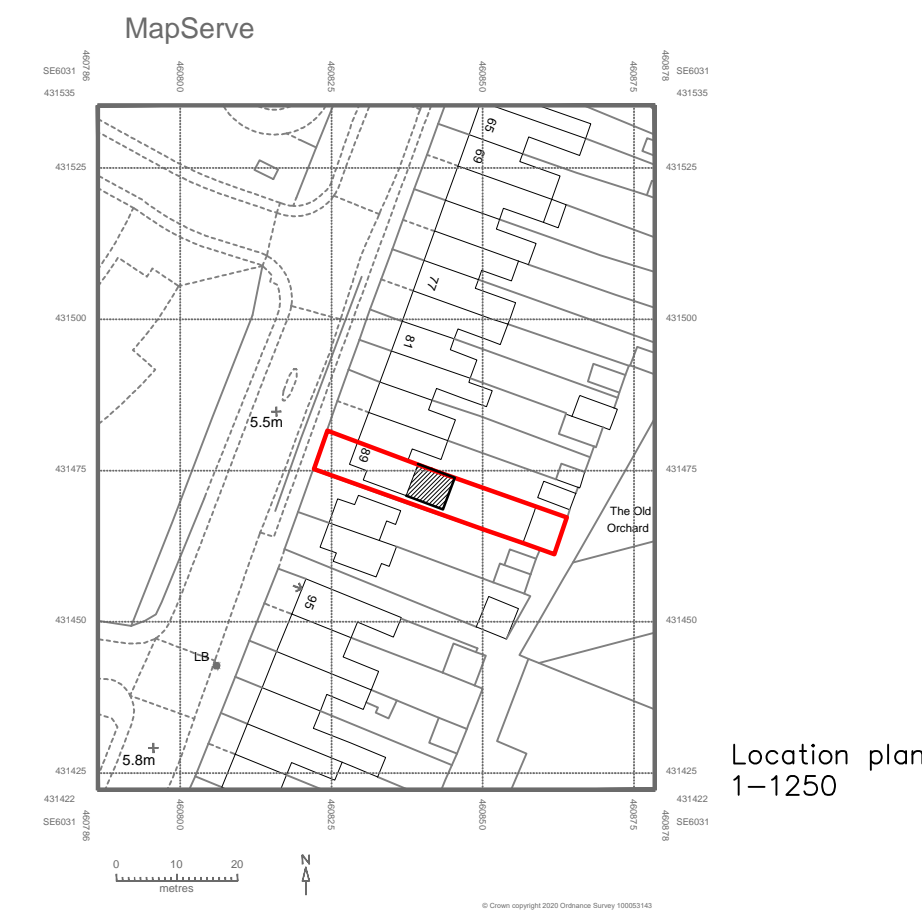 MapServe
460786
460800
460825
460850
460875
460878
SE6031
SE6031
431535
431535
65
69
431525
431525
77
431500
431500
81
5.5m
89
431475
431475
The Old
Orchard
95
431450
431450
LB
5.8m
Location plan
1-1250
431425
431425
431422
431422
SE6031
SE6031
460786
460800
460825
460850
460875
460878
0 10 20
metres
N
© Crown copyright 2020 Ordnance Survey 100053143